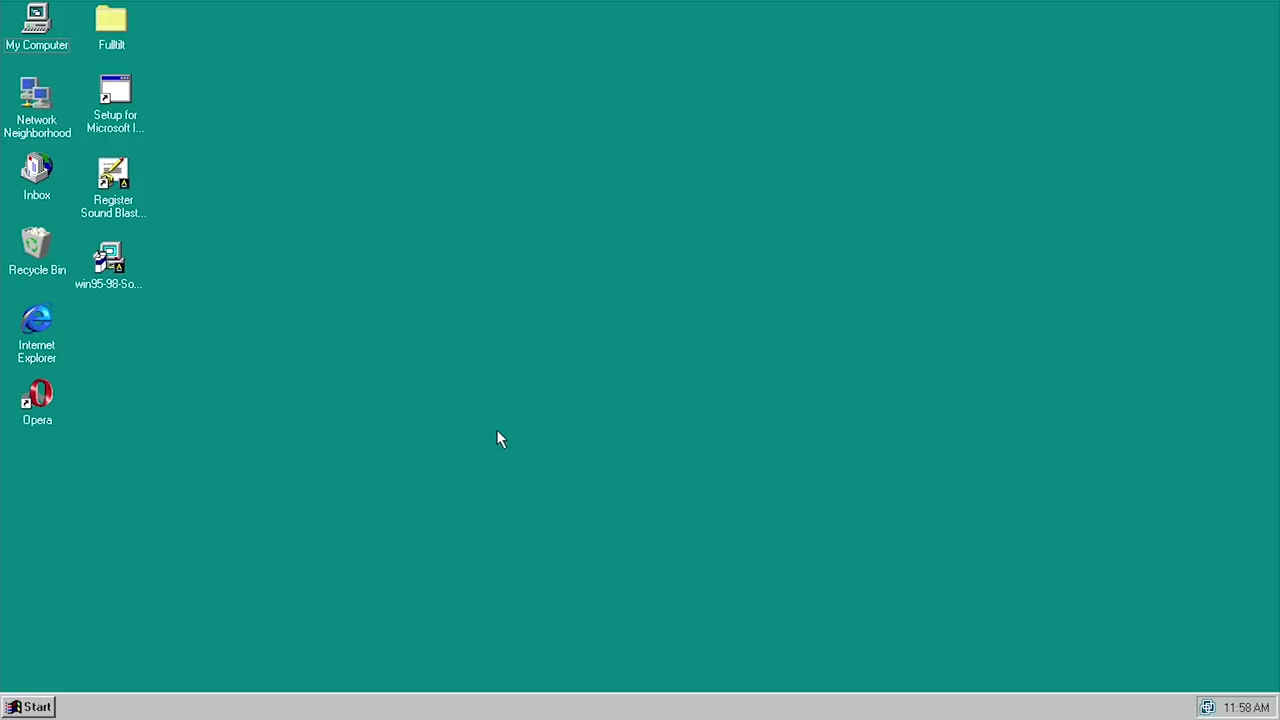 My Computer
Fulltilt
Network
Neighborhood
Setup for
Microsoft I...
Inbox
Register
Sound Blast...
Recycle Bin
win95-98-So...
Internet
Explorer
Opera
Start
11:58 AM